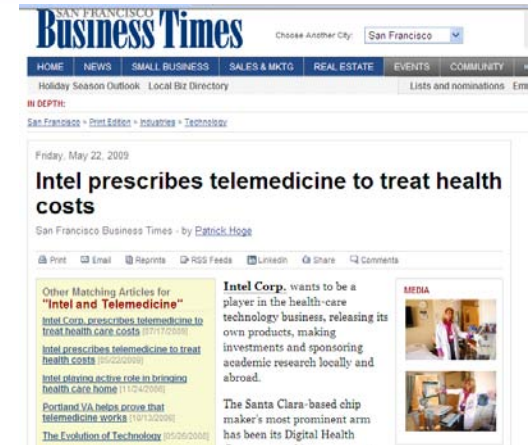 SAN FRANCISCO
BUSINESS TIMES
Choose Another City: San Francisco
HOME NEWS SMALL BUSINESS SALES & MKTG REAL ESTATE EVENTS COMMUNITY
Holiday Season Outlook Local Biz Directory Lists and nominations
IN DEPTH:
San Francisco > Print Edition > Industries > Technology
Friday, May 22, 2009
Intel prescribes telemedicine to treat health
costs
San Francisco Business Times - by Patrick Hoge
Print Email Reprints RSS Feeds LinkedIn Share Comments
Other Matching Articles for
"Intel and Telemedicine"
Intel Corp. prescribes telemedicine to
treat health care costs [07/17/2009]
Intel prescribes telemedicine to treat
health costs [05/22/2009]
Intel playing active role in bringing
health care home [11/24/2008]
Portland VA helps prove that
telemedicine works [10/13/2008]
The Evolution of Technology [05/26/2008]
Intel Corp. wants to be a
player in the health-care
technology business, releasing its
own products, making
investments and sponsoring
academic research locally and
abroad.
The Santa Clara-based chip
maker's most prominent arm
has been its Digital Health
MEDIA